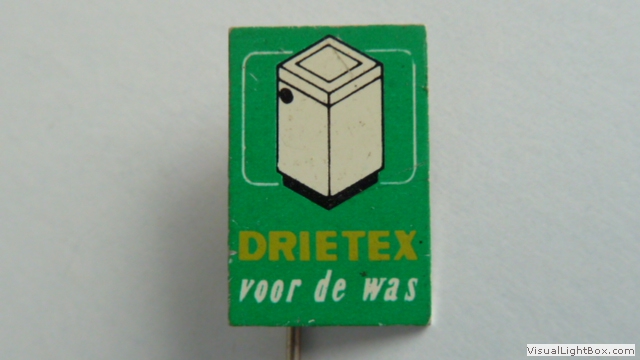 DRIETEX
voor de was
VisualLightBox.com